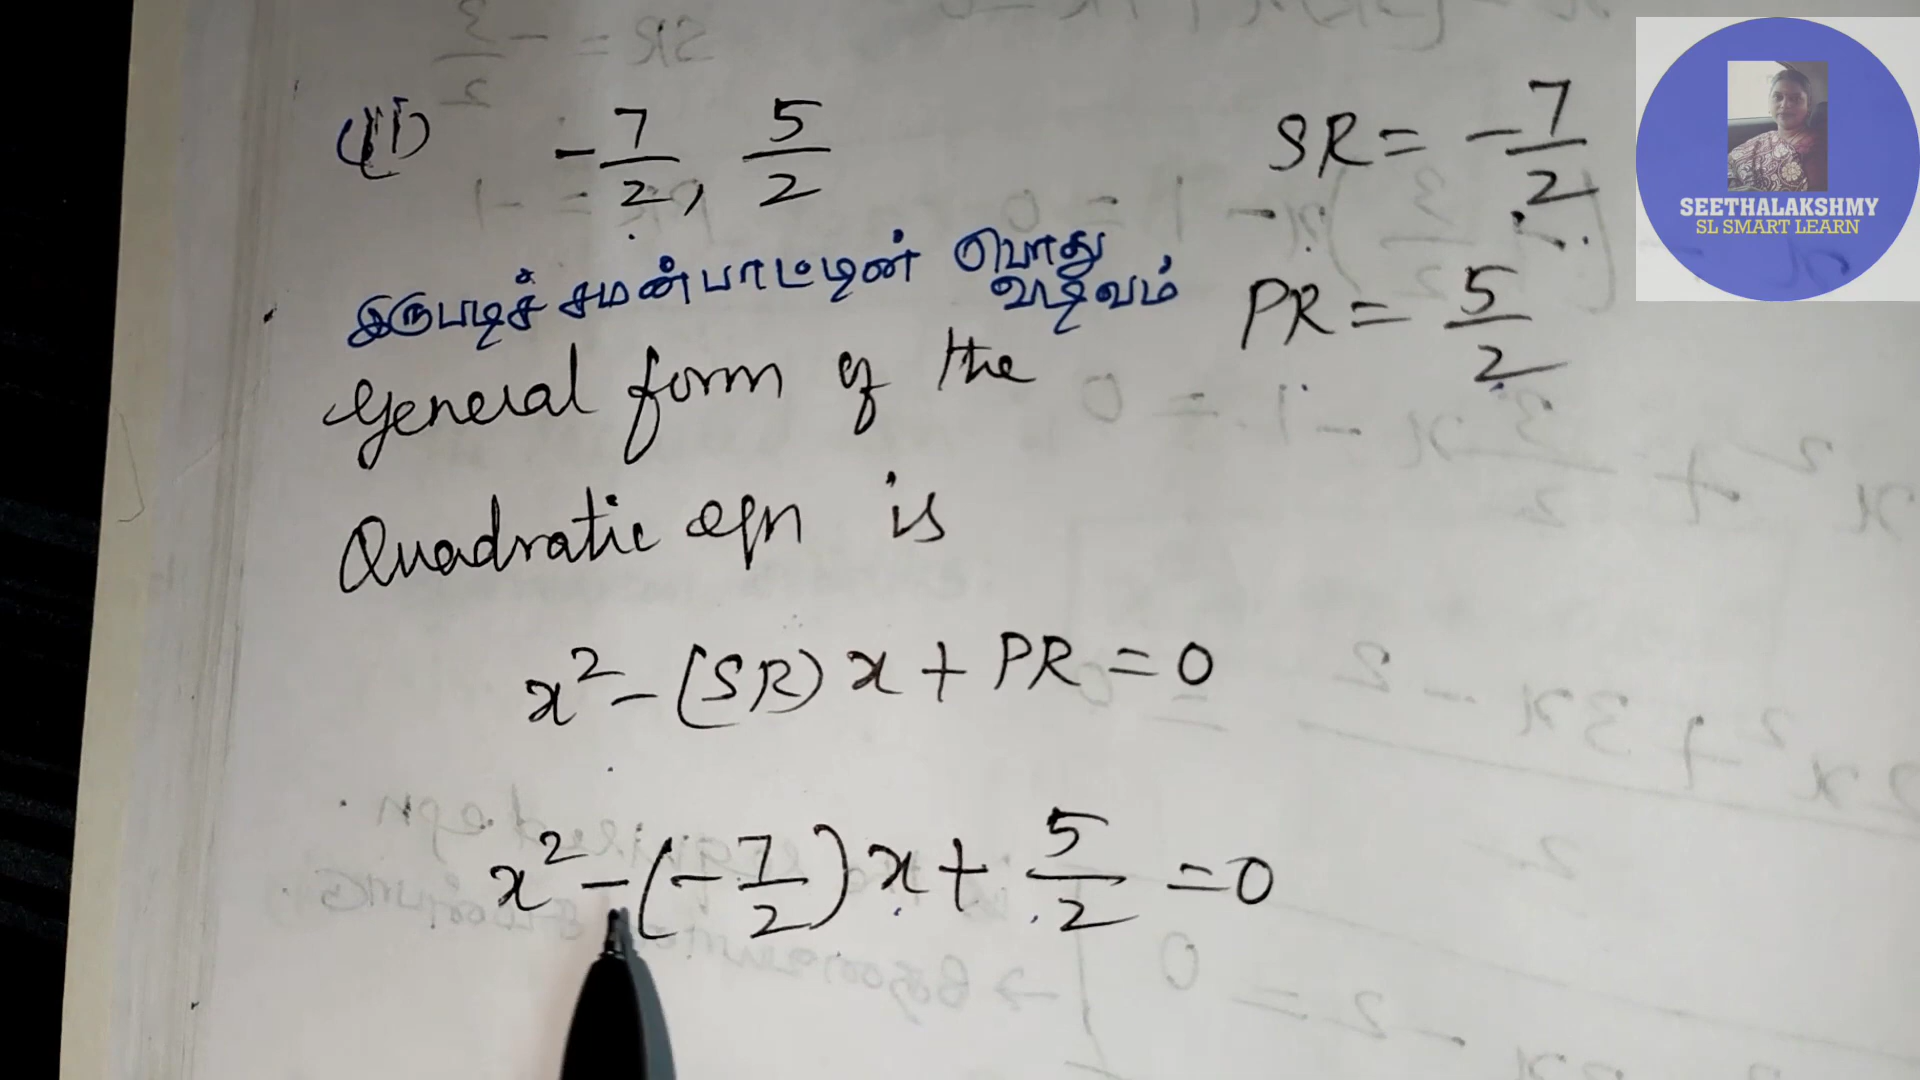 (ii) -7/2, 5/2
SR = -7/2
இருபடிச் சமன்பாட்டின் பொது வடிவம்
PR = 5/2
General form of the
Quadratic eqn is
x² - (SR) x + PR = 0
x² - (-7/2) x + 5/2 = 0
SEETHALAKSHMY
SL SMART LEARN